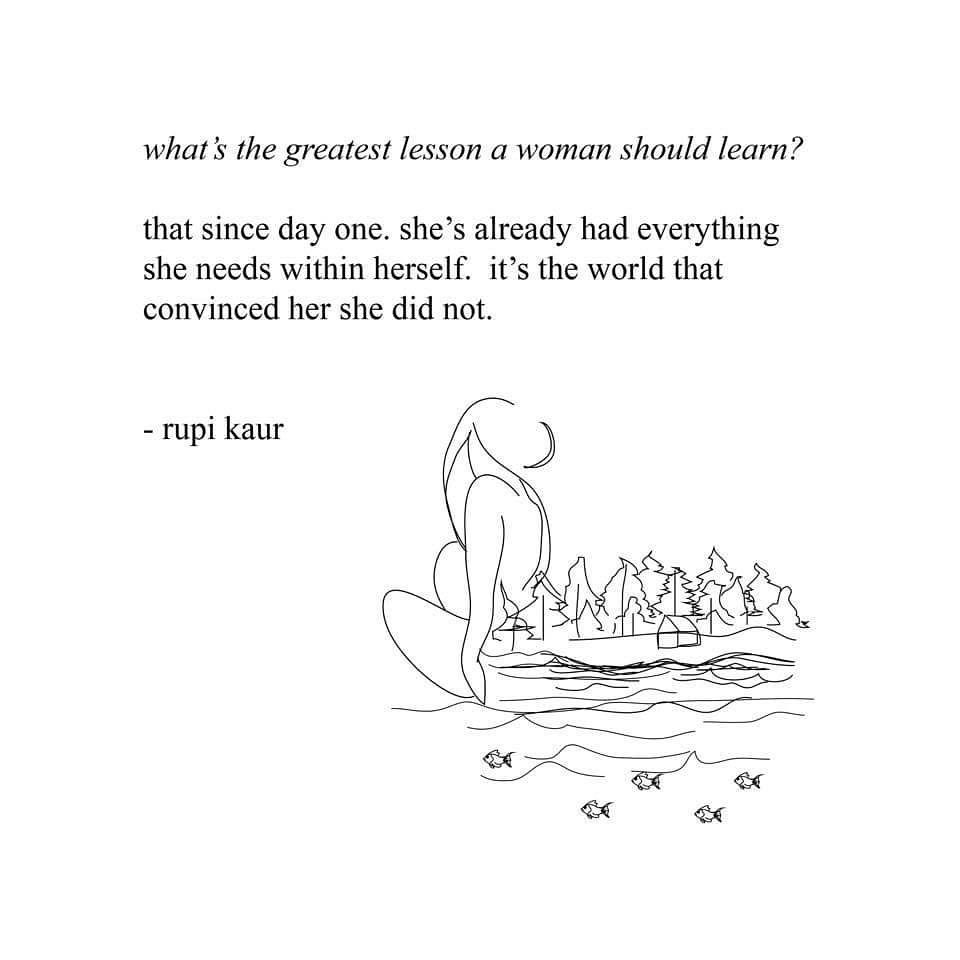 what's the greatest lesson a woman should learn?
that since day one. she's already had everything
she needs within herself.  it's the world that
convinced her she did not.
- rupi kaur